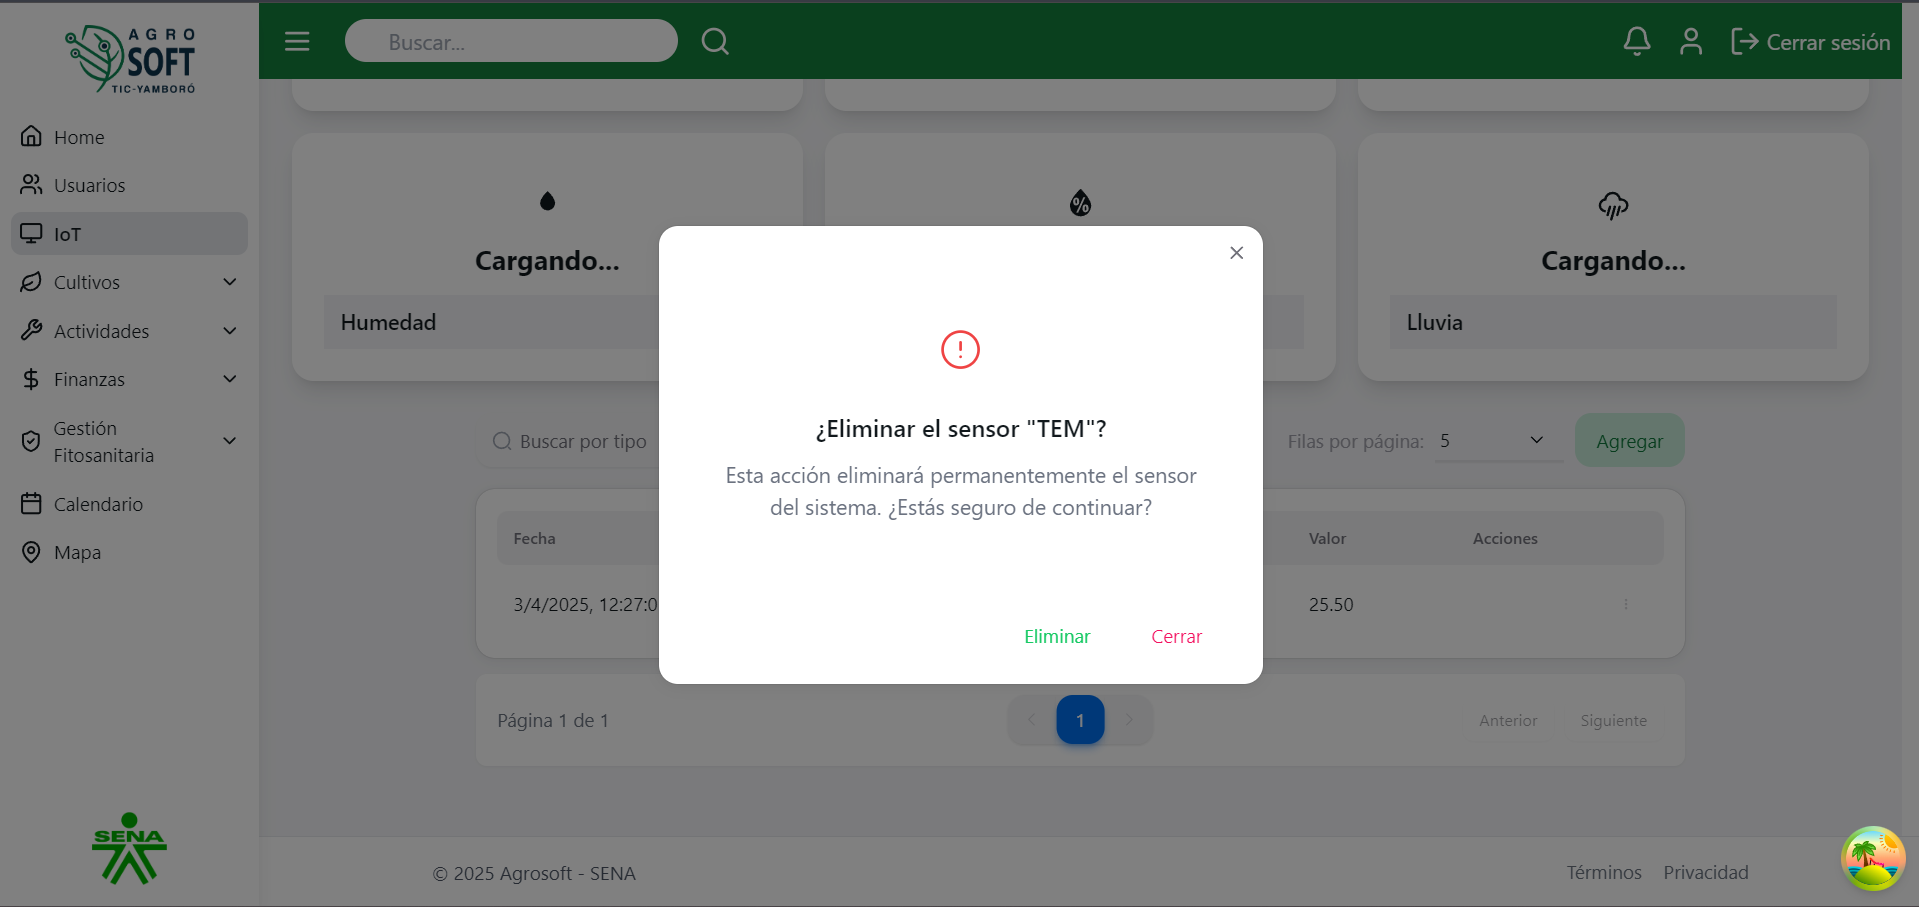 AGRO
SOFT
TIC-YAMBORÓ
Buscar...
Cerrar sesión
Home
Usuarios
IoT
Cultivos
Actividades
Finanzas
Gestión
Fitosanitaria
Calendario
Mapa
SENA
Cargando...
Humedad
%
Cargando...
Lluvia
Buscar por tipo
Filas por página: 5
Agregar
Fecha
Valor
Acciones
3/4/2025, 12:27:0
25.50
Página 1 de 1
1
Anterior
Siguiente
¿Eliminar el sensor "TEM"?
Esta acción eliminará permanentemente el sensor
del sistema. ¿Estás seguro de continuar?
Eliminar
Cerrar
© 2025 Agrosoft - SENA
Términos
Privacidad